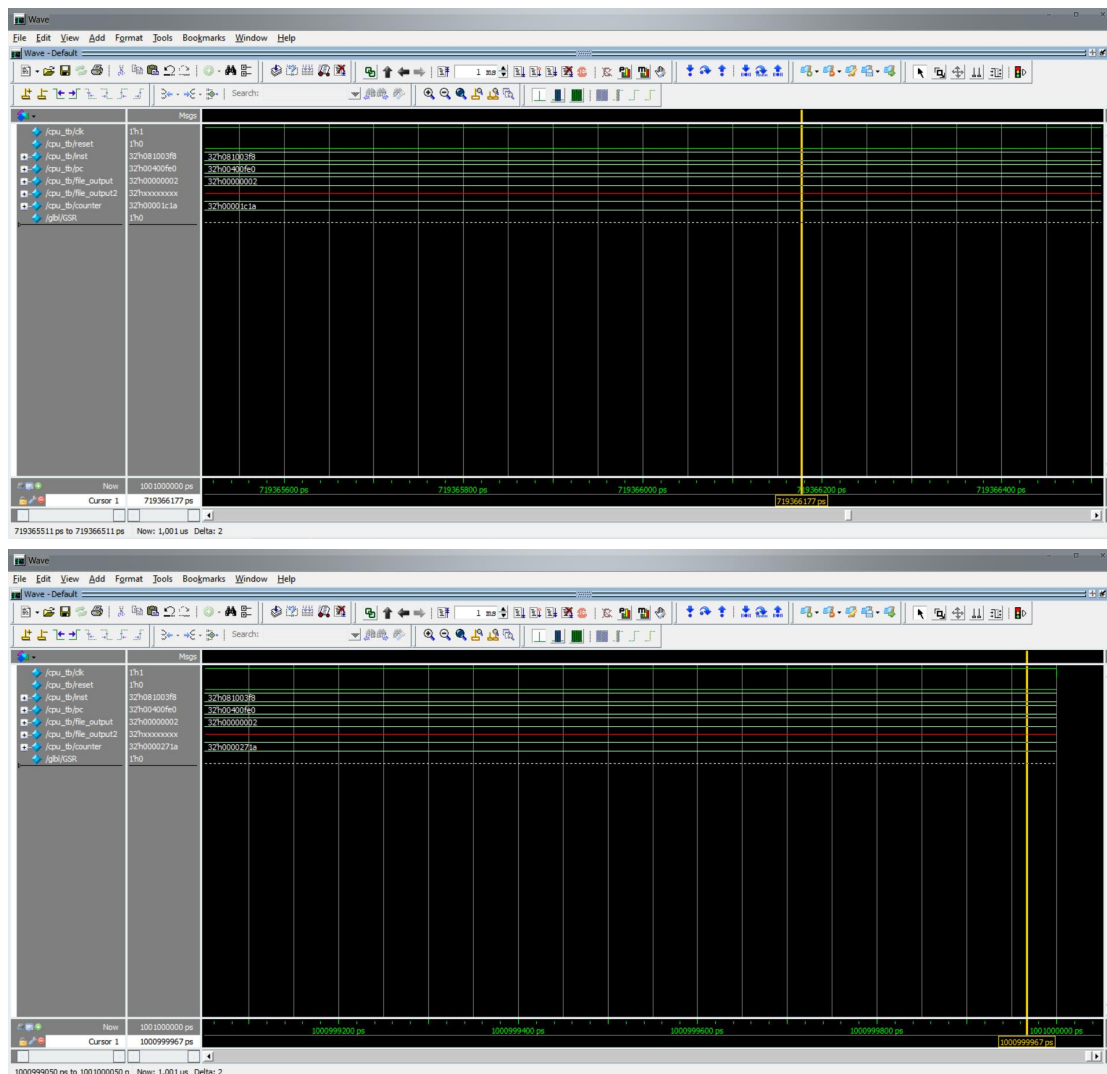 Wave
File Edit View Add Format Tools Bookmarks Window Help
Wave - Default
1 ms
Search:
Msgs
/cpu_tb/clk 1'h1
/cpu_tb/reset 1'h0
/cpu_tb/inst 32'h081003f8 32'h081003f8
/cpu_tb/pc 32'h00400fe0 32'h00400fe0
/cpu_tb/file_output 32'h00000002 32'h00000002
/cpu_tb/file_output2 32'hxxxxxxxx
/cpu_tb/counter 32'h00001c1a 32'h00001c1a
/glbl/GSR 1'h0
Now 1001000000 ps 719365600 ps 719365800 ps 719366000 ps 719366200 ps 719366400 ps
Cursor 1 719366177 ps 719366177 ps
719365511 ps to 719366511 ps Now: 1,001 us Delta: 2
Wave
File Edit View Add Format Tools Bookmarks Window Help
Wave - Default
1 ms
Search:
Msgs
/cpu_tb/clk 1'h1
/cpu_tb/reset 1'h0
/cpu_tb/inst 32'h081003f8 32'h081003f8
/cpu_tb/pc 32'h00400fe0 32'h00400fe0
/cpu_tb/file_output 32'h00000002 32'h00000002
/cpu_tb/file_output2 32'hxxxxxxxx
/cpu_tb/counter 32'h0000271a 32'h0000271a
/glbl/GSR 1'h0
Now 1001000000 ps 1000999200 ps 1000999400 ps 1000999600 ps 1000999800 ps 1001000000 ps
Cursor 1 1000999967 ps 1000999967 ps
1000999050 ps to 1001000050 p Now: 1,001 us Delta: 2